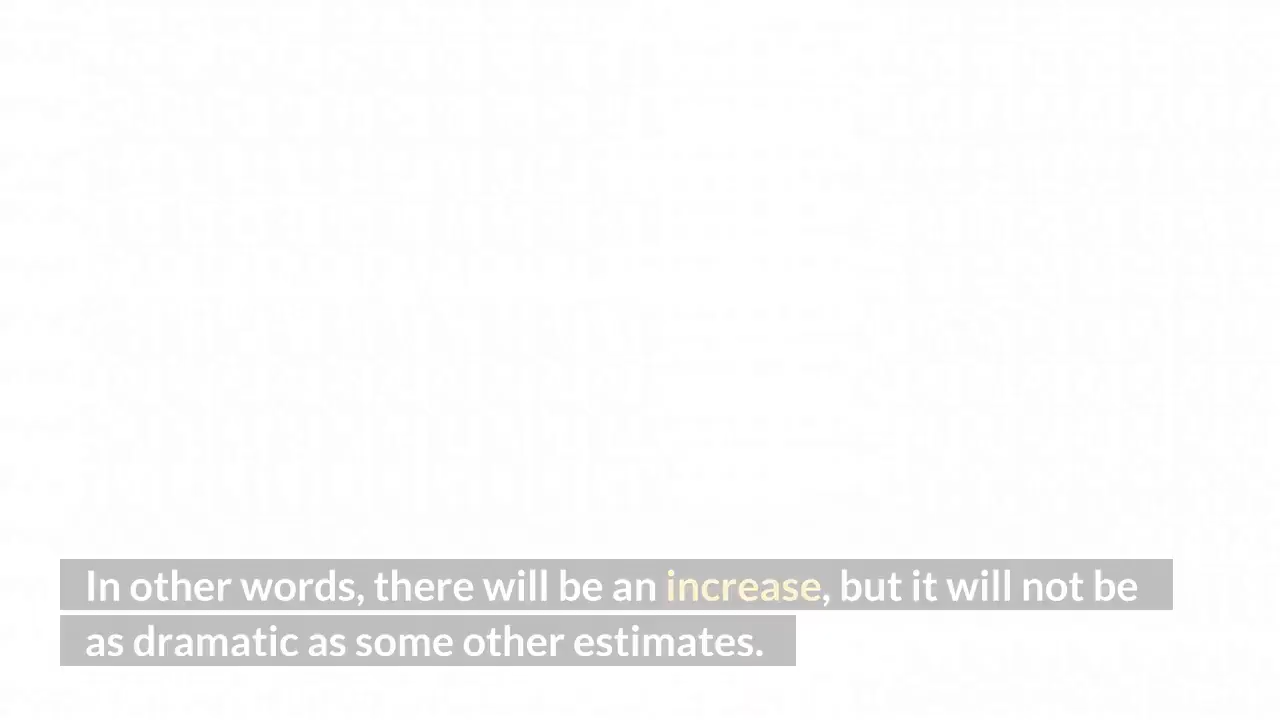 In other words, there will be an increase, but it will not be
as dramatic as some other estimates.